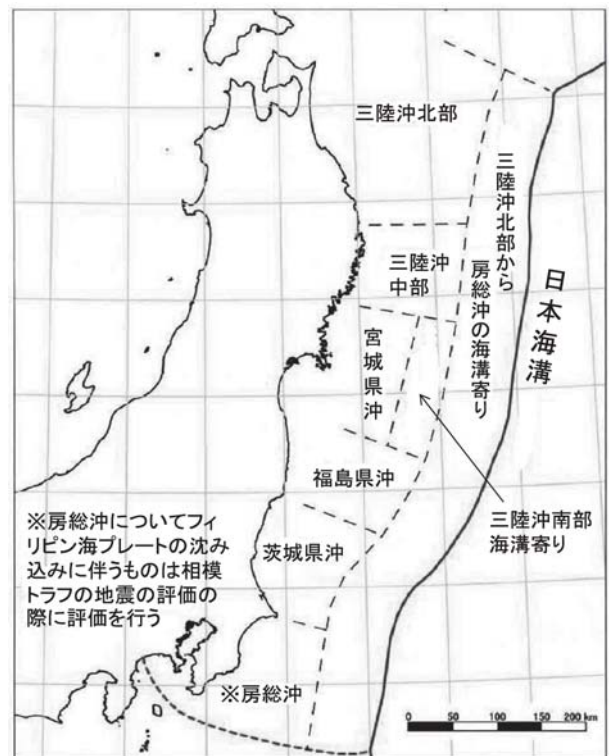 三陸沖北部
三陸沖北部から
房総沖の海溝寄り
日本海溝
三陸沖
中部
宮城県沖
福島県沖
三陸沖南部
海溝寄り
茨城県沖
※房総沖についてフィ
リピン海プレートの沈み
込みに伴うものは相模
トラフの地震の評価の
際に評価を行う
※房総沖
0 50 100 150 200 km